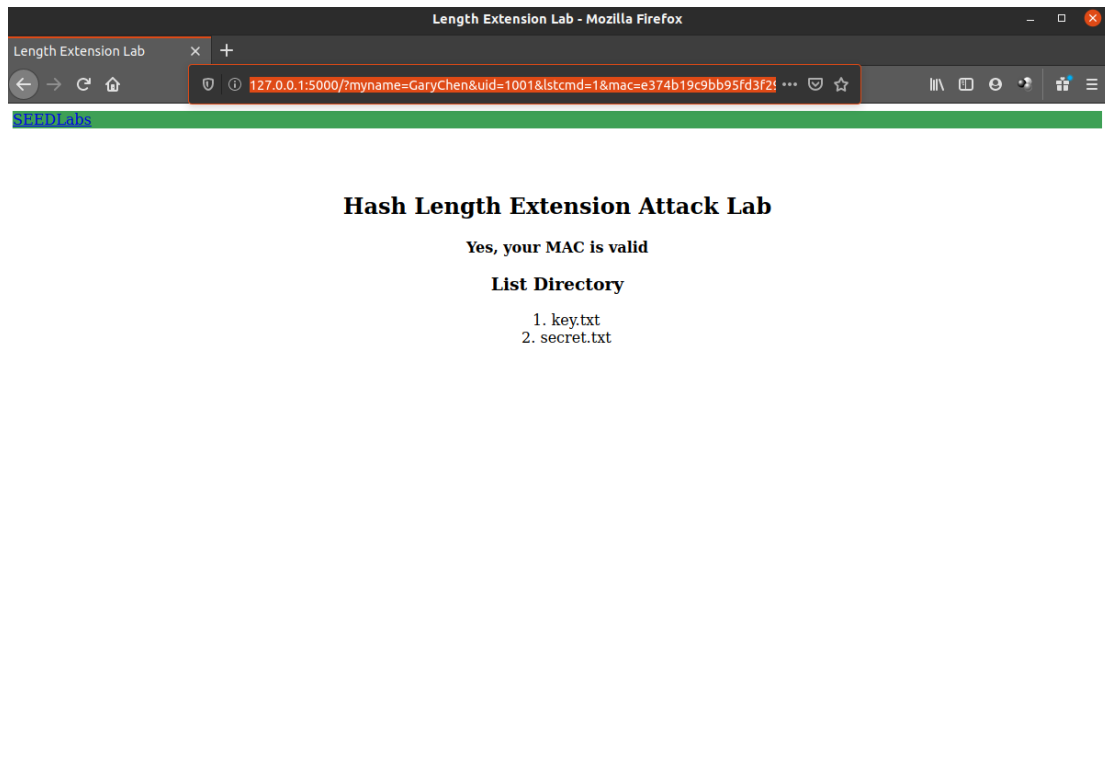 Length Extension Lab - Mozilla Firefox
Length Extension Lab
127.0.0.1:5000/?myname=GaryChen&uid=1001&lstcmd=1&mac=e374b19c9bb95fd3f29
SEEDLabs
Hash Length Extension Attack Lab
Yes, your MAC is valid
List Directory
1. key.txt
2. secret.txt